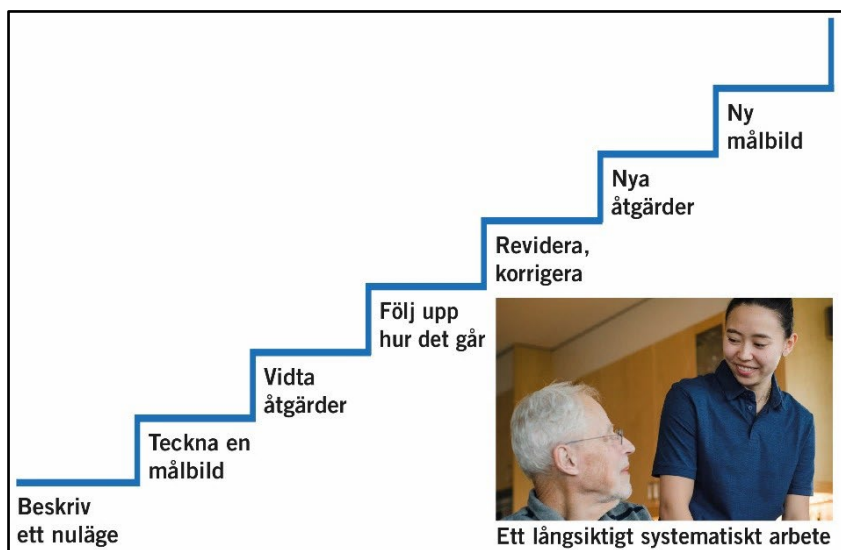 Beskriv
ett nuläge
Teckna en
målbild
Vidta
åtgärder
Följ upp
hur det går
Revidera,
korrigera
Nya
åtgärder
Ny
målbild
Ett långsiktigt systematiskt arbete